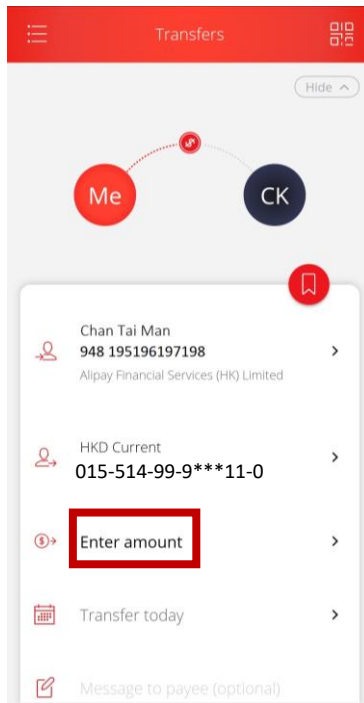 Transfers
Hide
Me
CK
Chan Tai Man
948 195196197198
Alipay Financial Services (HK) Limited
HKD Current
015-514-99-9***11-0
Enter amount
Transfer today
Message to payee (optional)